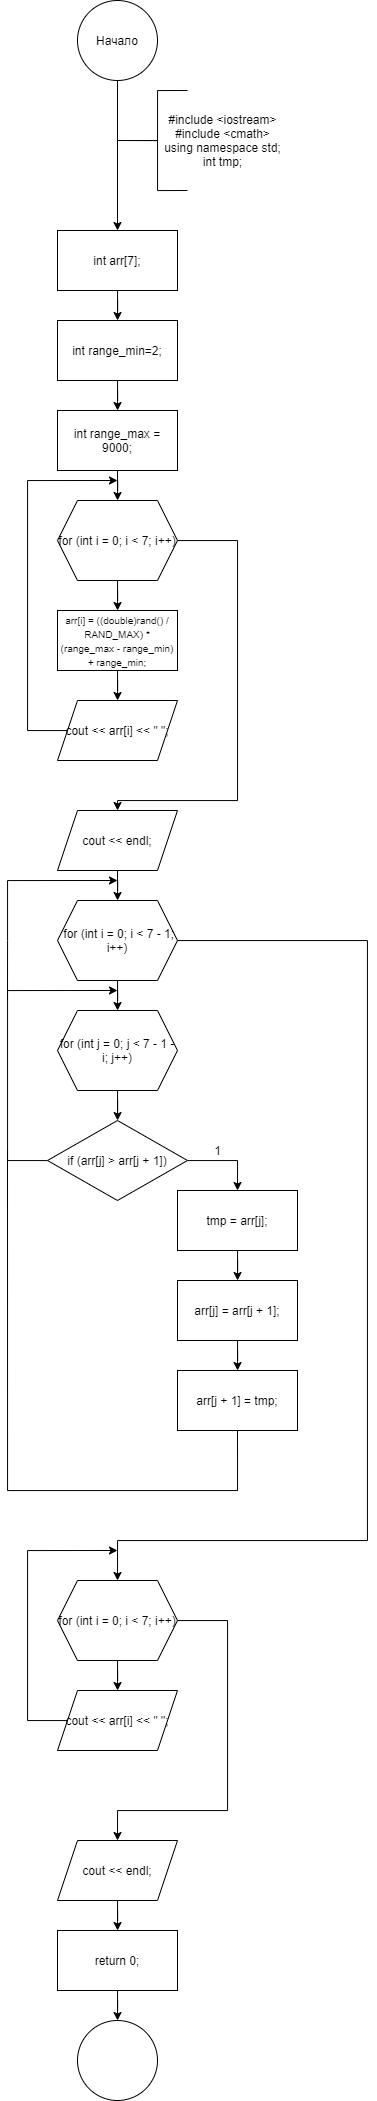 Начало
#include <iostream>
#include <cmath>
using namespace std;
int tmp;
int arr[7];
int range_min=2;
int range_max =
9000;
for (int i = 0; i < 7; i++)
arr[i] = ((double)rand() /
RAND_MAX) *
(range_max - range_min)
+ range_min;
cout << arr[i] << " ";
cout << endl;
for (int i = 0; i < 7 - 1;
i++)
for (int j = 0; j < 7 - 1 -
i; j++)
if (arr[j] > arr[j + 1])
1
tmp = arr[j];
arr[j] = arr[j + 1];
arr[j + 1] = tmp;
for (int i = 0; i < 7; i++)
cout << arr[i] << " ";
cout << endl;
return 0;